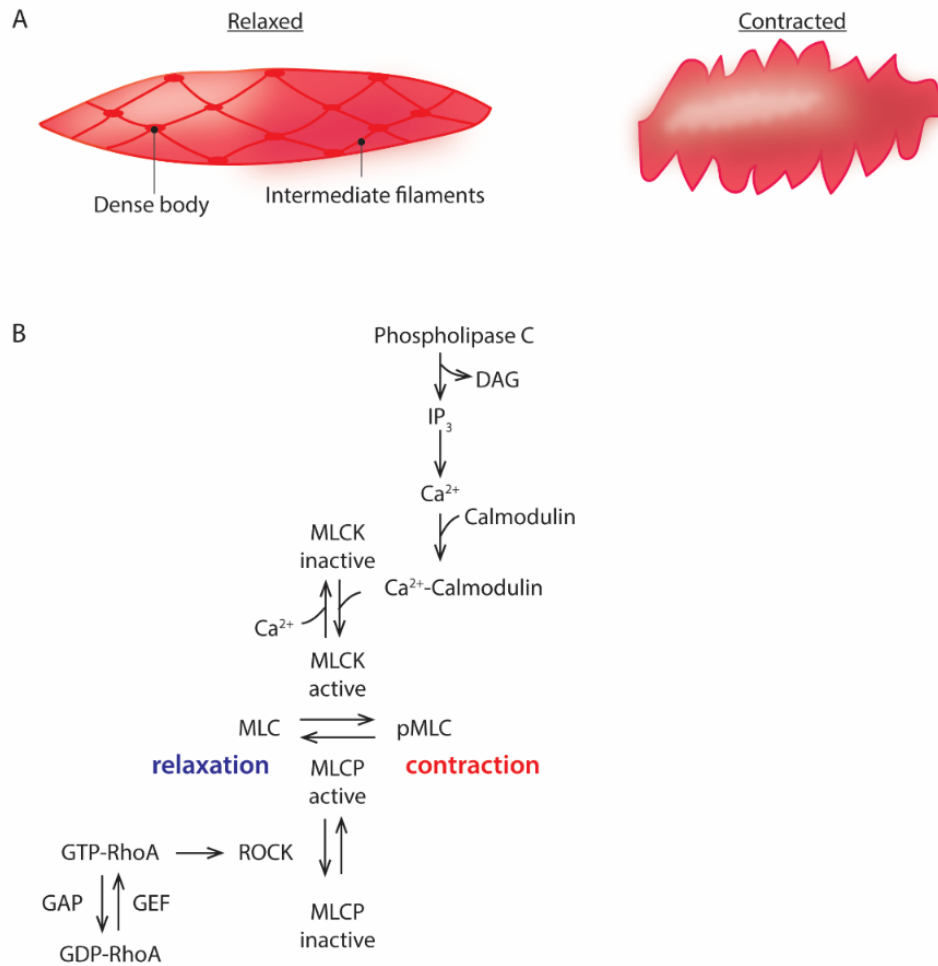 A
Relaxed
Contracted
Dense body
Intermediate filaments
B
Phospholipase C
DAG
IP3
Ca2+
Calmodulin
MLCK
inactive
Ca2+-Calmodulin
Ca2+
MLCK
active
MLC
pMLC
relaxation
MLCP
active
contraction
GTP-RhoA
ROCK
GAP
GEF
MLCP
inactive
GDP-RhoA